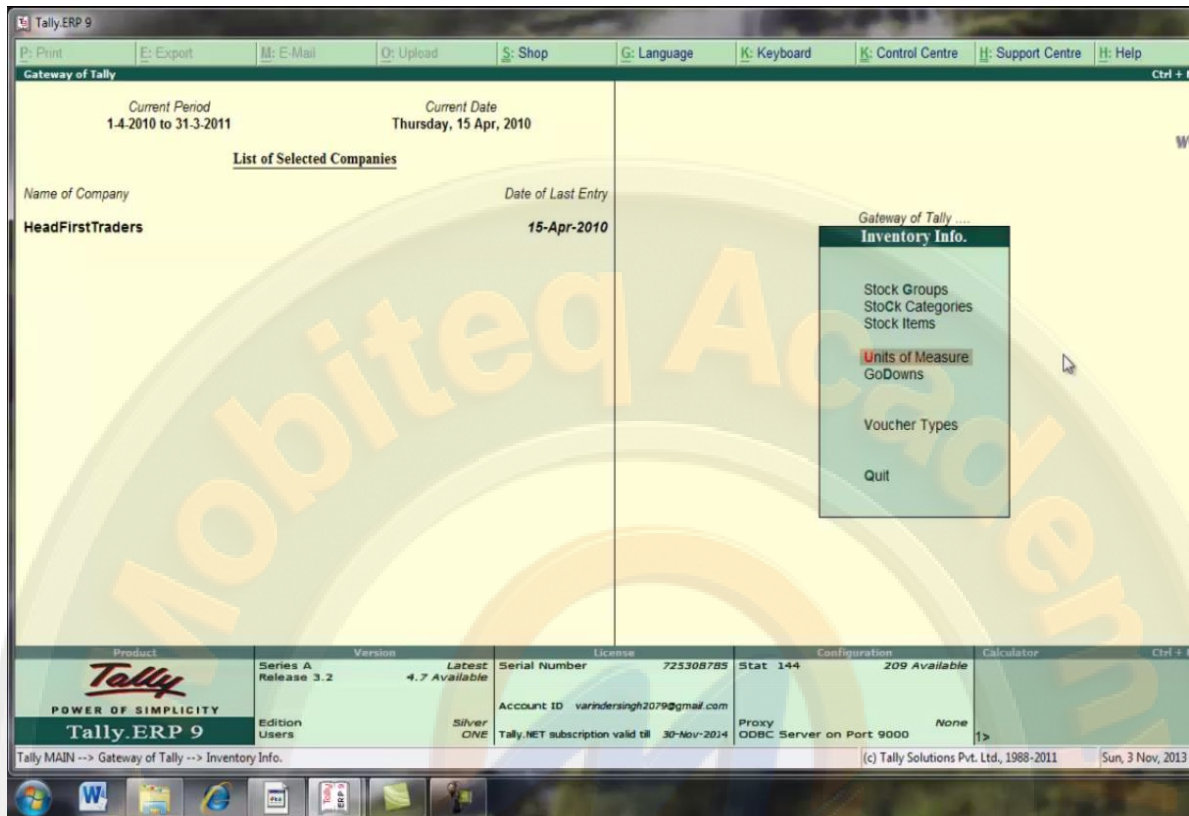 Tally.ERP 9
P: Print E: Export M: E-Mail O: Upload S: Shop G: Language K: Keyboard K: Control Centre H: Support Centre H: Help
Gateway of Tally Ctrl +
Current Period Current Date
1-4-2010 to 31-3-2011 Thursday, 15 Apr, 2010
W
List of Selected Companies
Name of Company Date of Last Entry
HeadFirstTraders 15-Apr-2010
Gateway of Tally ....
Inventory Info.
Stock Groups
StoCk Categories
Stock Items
Units of Measure
GoDowns
Voucher Types
Quit
Mobiteq Academ
Product Version License Configuration Calculator Ctrl +
Tally
POWER OF SIMPLICITY
Tally.ERP 9
Series A Latest
Release 3.2 4.7 Available
Edition Silver
Users ONE
Serial Number 725308785
Account ID varindersingh2079@gmail.com
Tally.NET subscription valid till 30-Nov-2014
Stat 144 209 Available
Proxy None
ODBC Server on Port 9000
1>
Tally MAIN --> Gateway of Tally --> Inventory Info. (c) Tally Solutions Pvt. Ltd., 1988-2011 Sun, 3 Nov, 2013